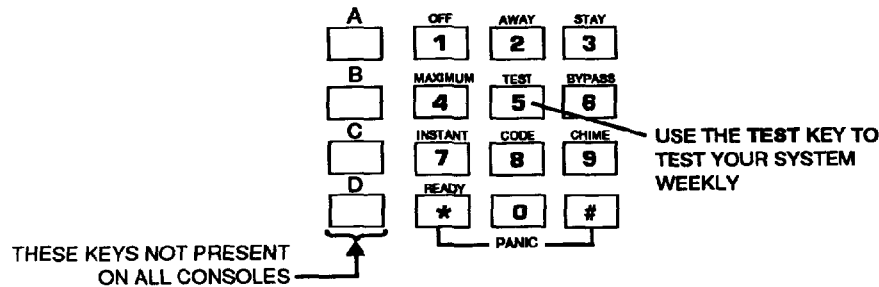 A OFF AWAY STAY
1 2 3
B MAXIMUM TEST BYPASS
4 5 6
C INSTANT CODE CHIME
7 8 9
D READY
* 0 #
PANIC
USE THE TEST KEY TO
TEST YOUR SYSTEM
WEEKLY
THESE KEYS NOT PRESENT
ON ALL CONSOLES